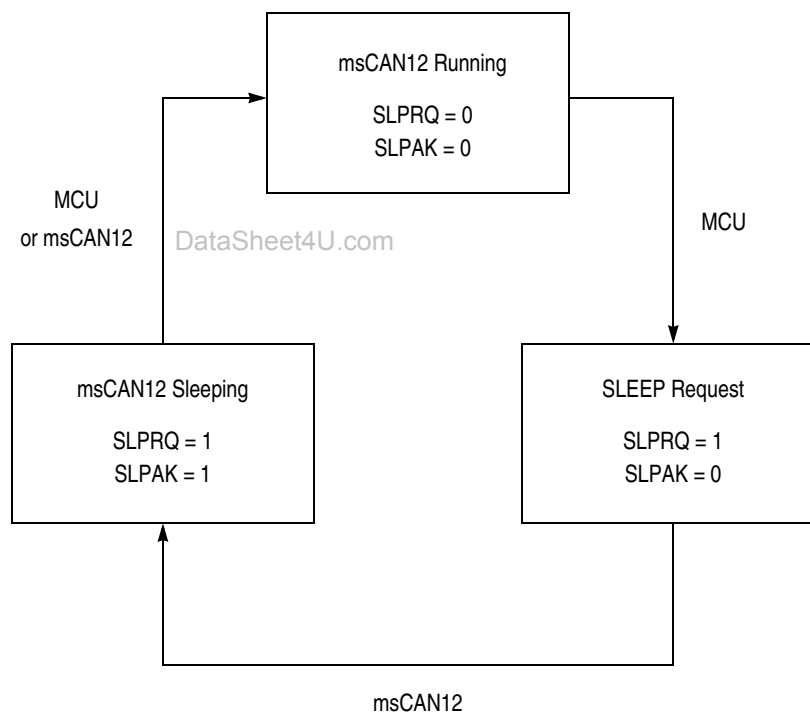 msCAN12 Running
SLPRQ = 0
SLPAK = 0
MCU
or msCAN12
MCU
DataSheet4U.com
msCAN12 Sleeping
SLPRQ = 1
SLPAK = 1
SLEEP Request
SLPRQ = 1
SLPAK = 0
msCAN12